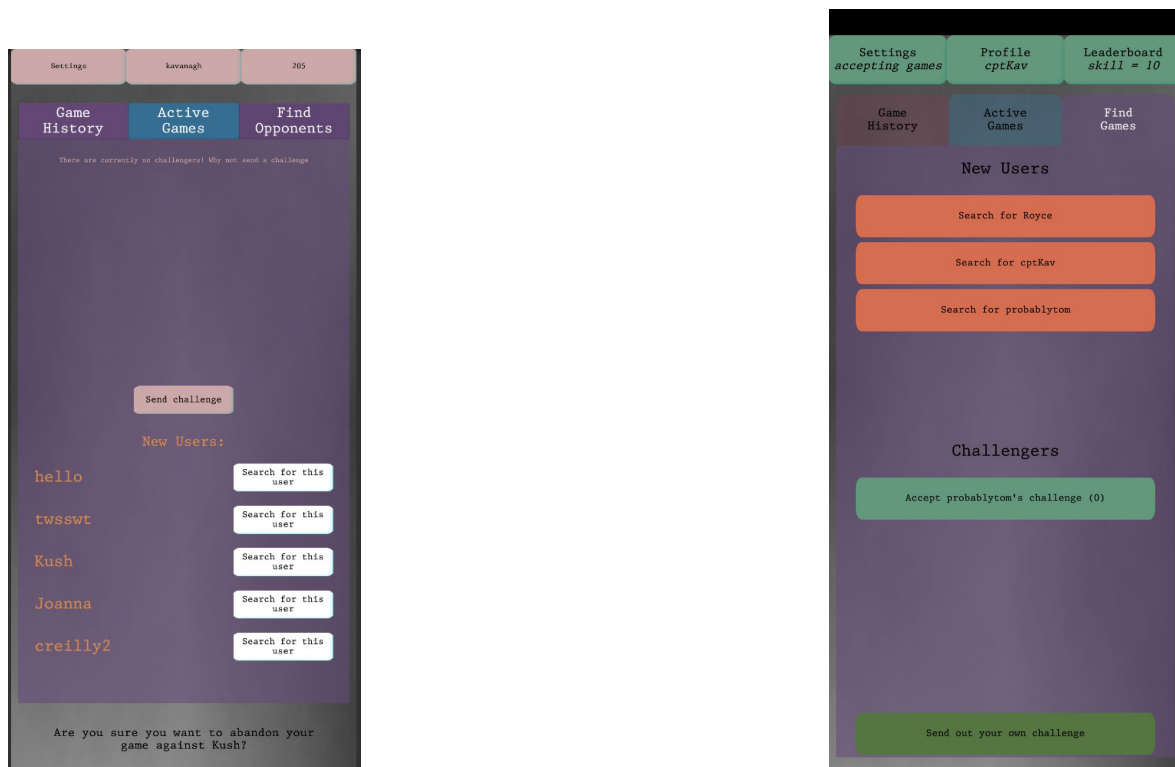 Settings
kavanagh
205
Game
History
Active
Games
Find
Opponents
There are currently no challengers! Why not send a challenge
Send challenge
New Users:
hello
Search for this
user
twsswt
Search for this
user
Kush
Search for this
user
Joanna
Search for this
user
creilly2
Search for this
user
Are you sure you want to abandon your
game against Kush?
Settings
accepting games
Profile
cptKav
Leaderboard
skill = 10
Game
History
Active
Games
Find
Games
New Users
Search for Royce
Search for cptKav
Search for probablytom
Challengers
Accept probablytom's challenge (0)
Send out your own challenge